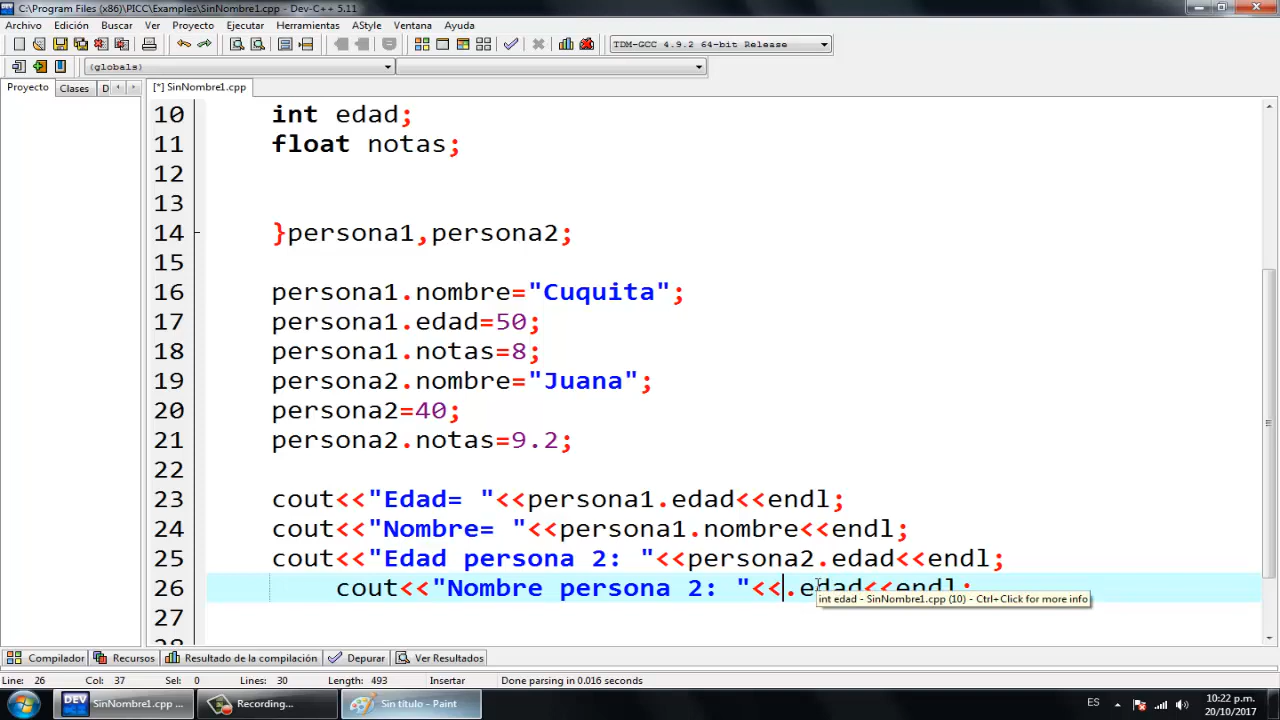 C:\Program Files (x86)\PICC\Examples\SinNombre1.cpp - Dev-C++ 5.11
Archivo Edición Buscar Ver Proyecto Ejecutar Herramientas AStyle Ventana Ayuda
TDM-GCC 4.9.2 64-bit Release
(globals)
Proyecto Clases D [*] SinNombre1.cpp
10 int edad;
11 float notas;
12
13
14 }persona1,persona2;
15
16 persona1.nombre="Cuquita";
17 persona1.edad=50;
18 persona1.notas=8;
19 persona2.nombre="Juana";
20 persona2=40;
21 persona2.notas=9.2;
22
23 cout<<"Edad= "<<persona1.edad<<endl;
24 cout<<"Nombre= "<<persona1.nombre<<endl;
25 cout<<"Edad persona 2: "<<persona2.edad<<endl;
26 cout<<"Nombre persona 2: "<<.edad<<endl;
int edad - SinNombre1.cpp (10) - Ctrl+Click for more info
27
28
Compilador Recursos Resultado de la compilación Depurar Ver Resultados
Line: 26 Col: 37 Sel: 0 Lines: 30 Length: 493 Insertar Done parsing in 0.016 seconds
DEV SinNombre1.cpp ... Recording... Sin título - Paint ES 10:22 p.m.
20/10/2017